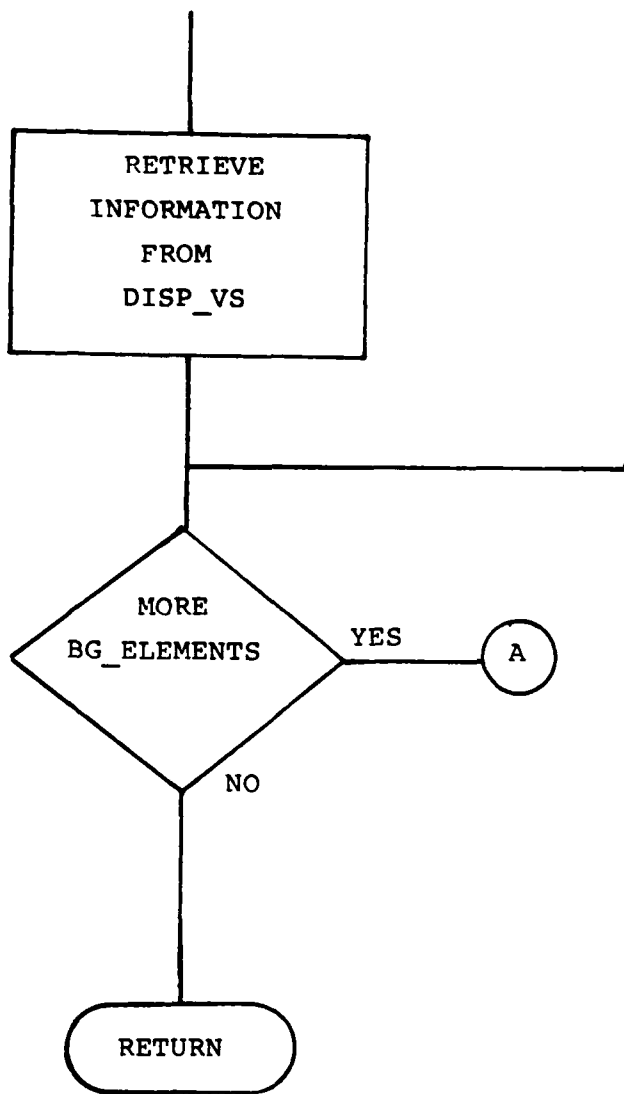 RETRIEVE
INFORMATION
FROM
DISP_VS
MORE
BG_ELEMENTS
YES
A
NO
RETURN